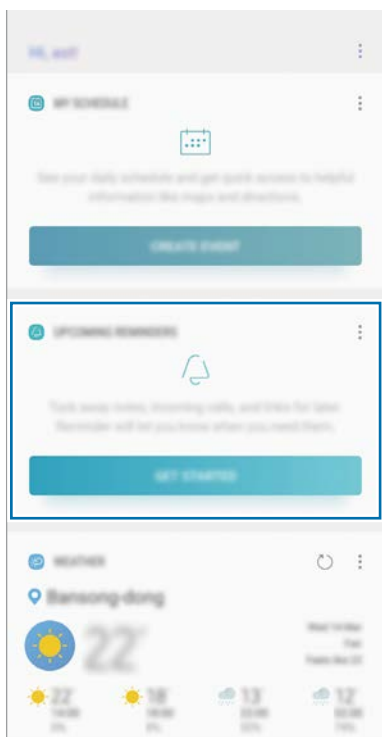 Hi, est!
MY SCHEDULE
See your daily schedule and get quick access to helpful
information like maps and directions.
CREATE EVENT
UPCOMING REMINDERS
Tuck away notes, incoming calls, and links for later.
Reminder will let you know when you need them.
GET STARTED
WEATHER
Bansong-dong
22°
22° 18° 13° 12°